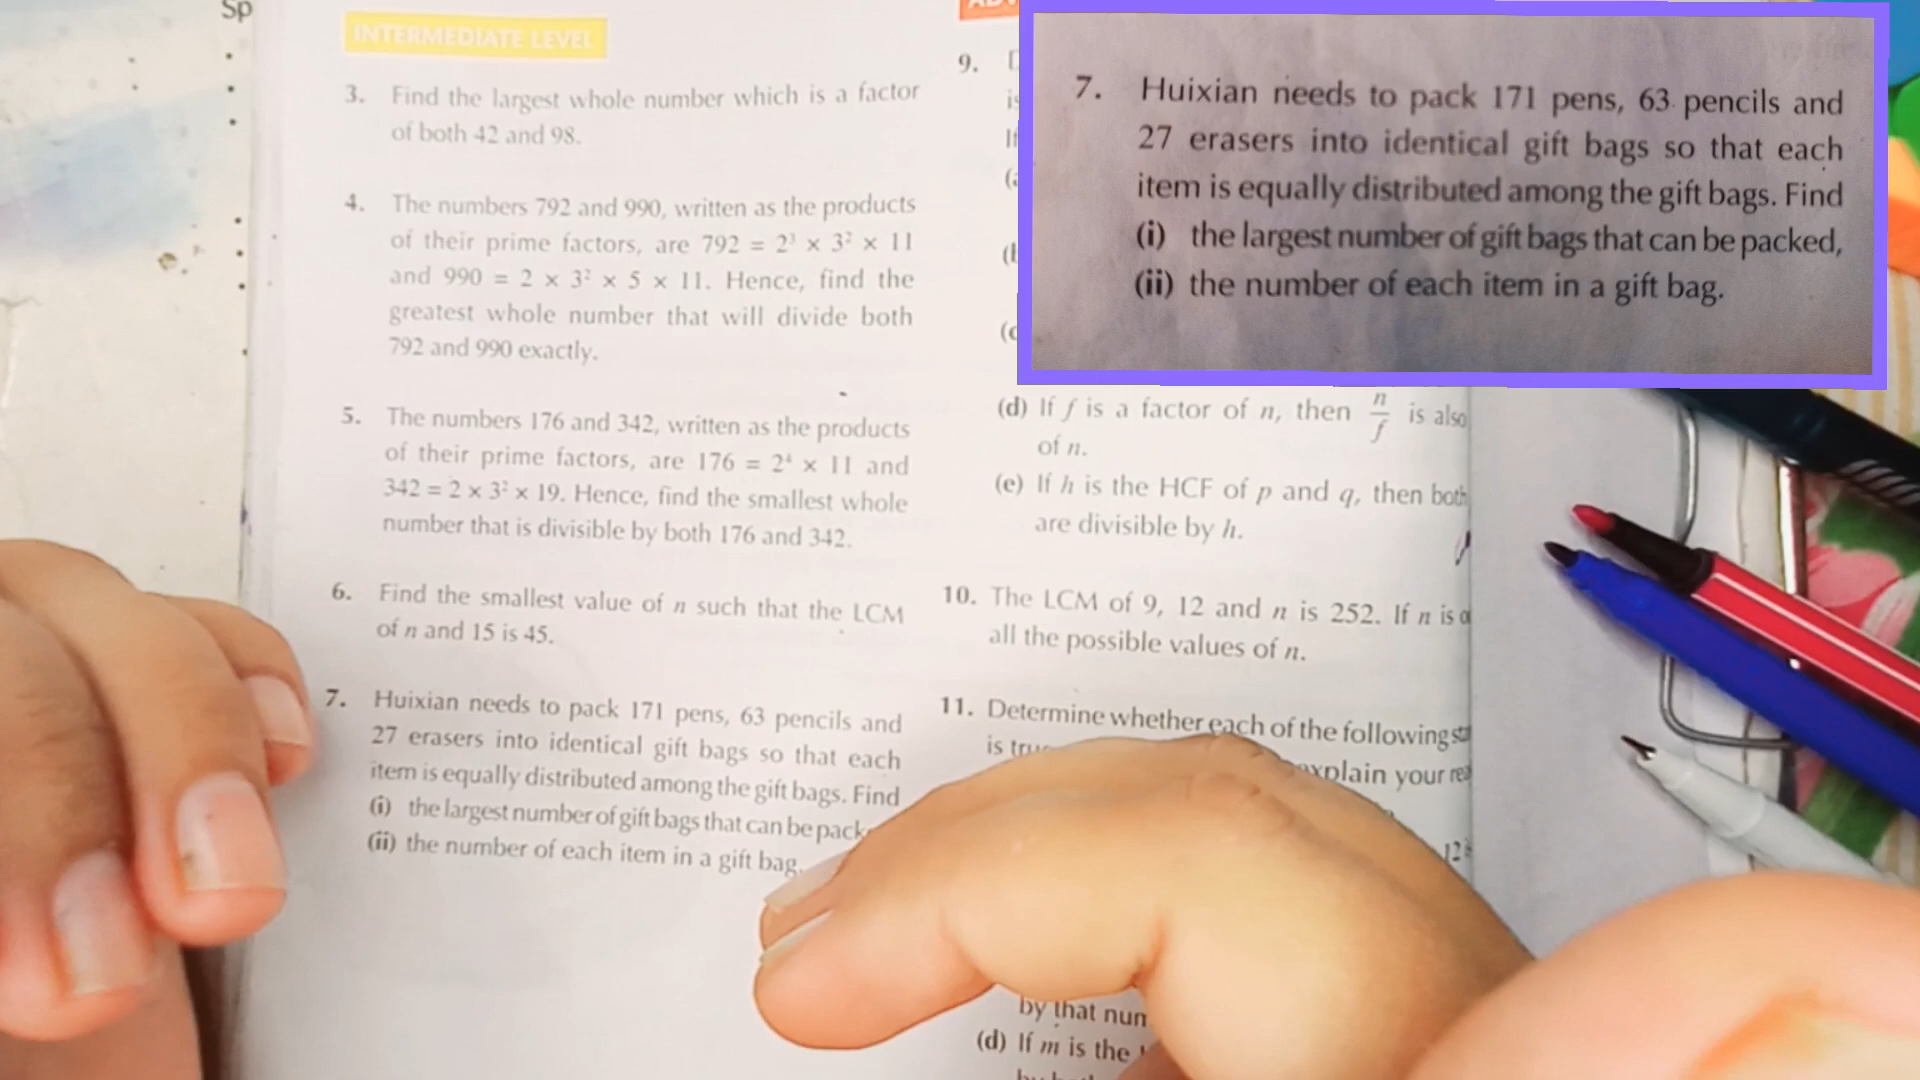 Sp
INTERMEDIATE LEVEL
3. Find the largest whole number which is a factor
of both 42 and 98.
4. The numbers 792 and 990, written as the products
of their prime factors, are 792 = 2³ × 3² × 11
and 990 = 2 × 3² × 5 × 11. Hence, find the
greatest whole number that will divide both
792 and 990 exactly.
5. The numbers 176 and 342, written as the products
of their prime factors, are 176 = 2⁴ × 11 and
342 = 2 × 3² × 19. Hence, find the smallest whole
number that is divisible by both 176 and 342.
6. Find the smallest value of n such that the LCM
of n and 15 is 45.
7. Huixian needs to pack 171 pens, 63 pencils and
27 erasers into identical gift bags so that each
item is equally distributed among the gift bags. Find
(i) the largest number of gift bags that can be pack
(ii) the number of each item in a gift bag.
9.
is
If
(d) If f is a factor of n, then n/f is also
of n.
(e) If h is the HCF of p and q, then both
are divisible by h.
10. The LCM of 9, 12 and n is 252. If n is
all the possible values of n.
11. Determine whether each of the following
is
explain your
by that num
(d) If m is the
7. Huixian needs to pack 171 pens, 63 pencils and
27 erasers into identical gift bags so that each
item is equally distributed among the gift bags. Find
(i) the largest number of gift bags that can be packed,
(ii) the number of each item in a gift bag.